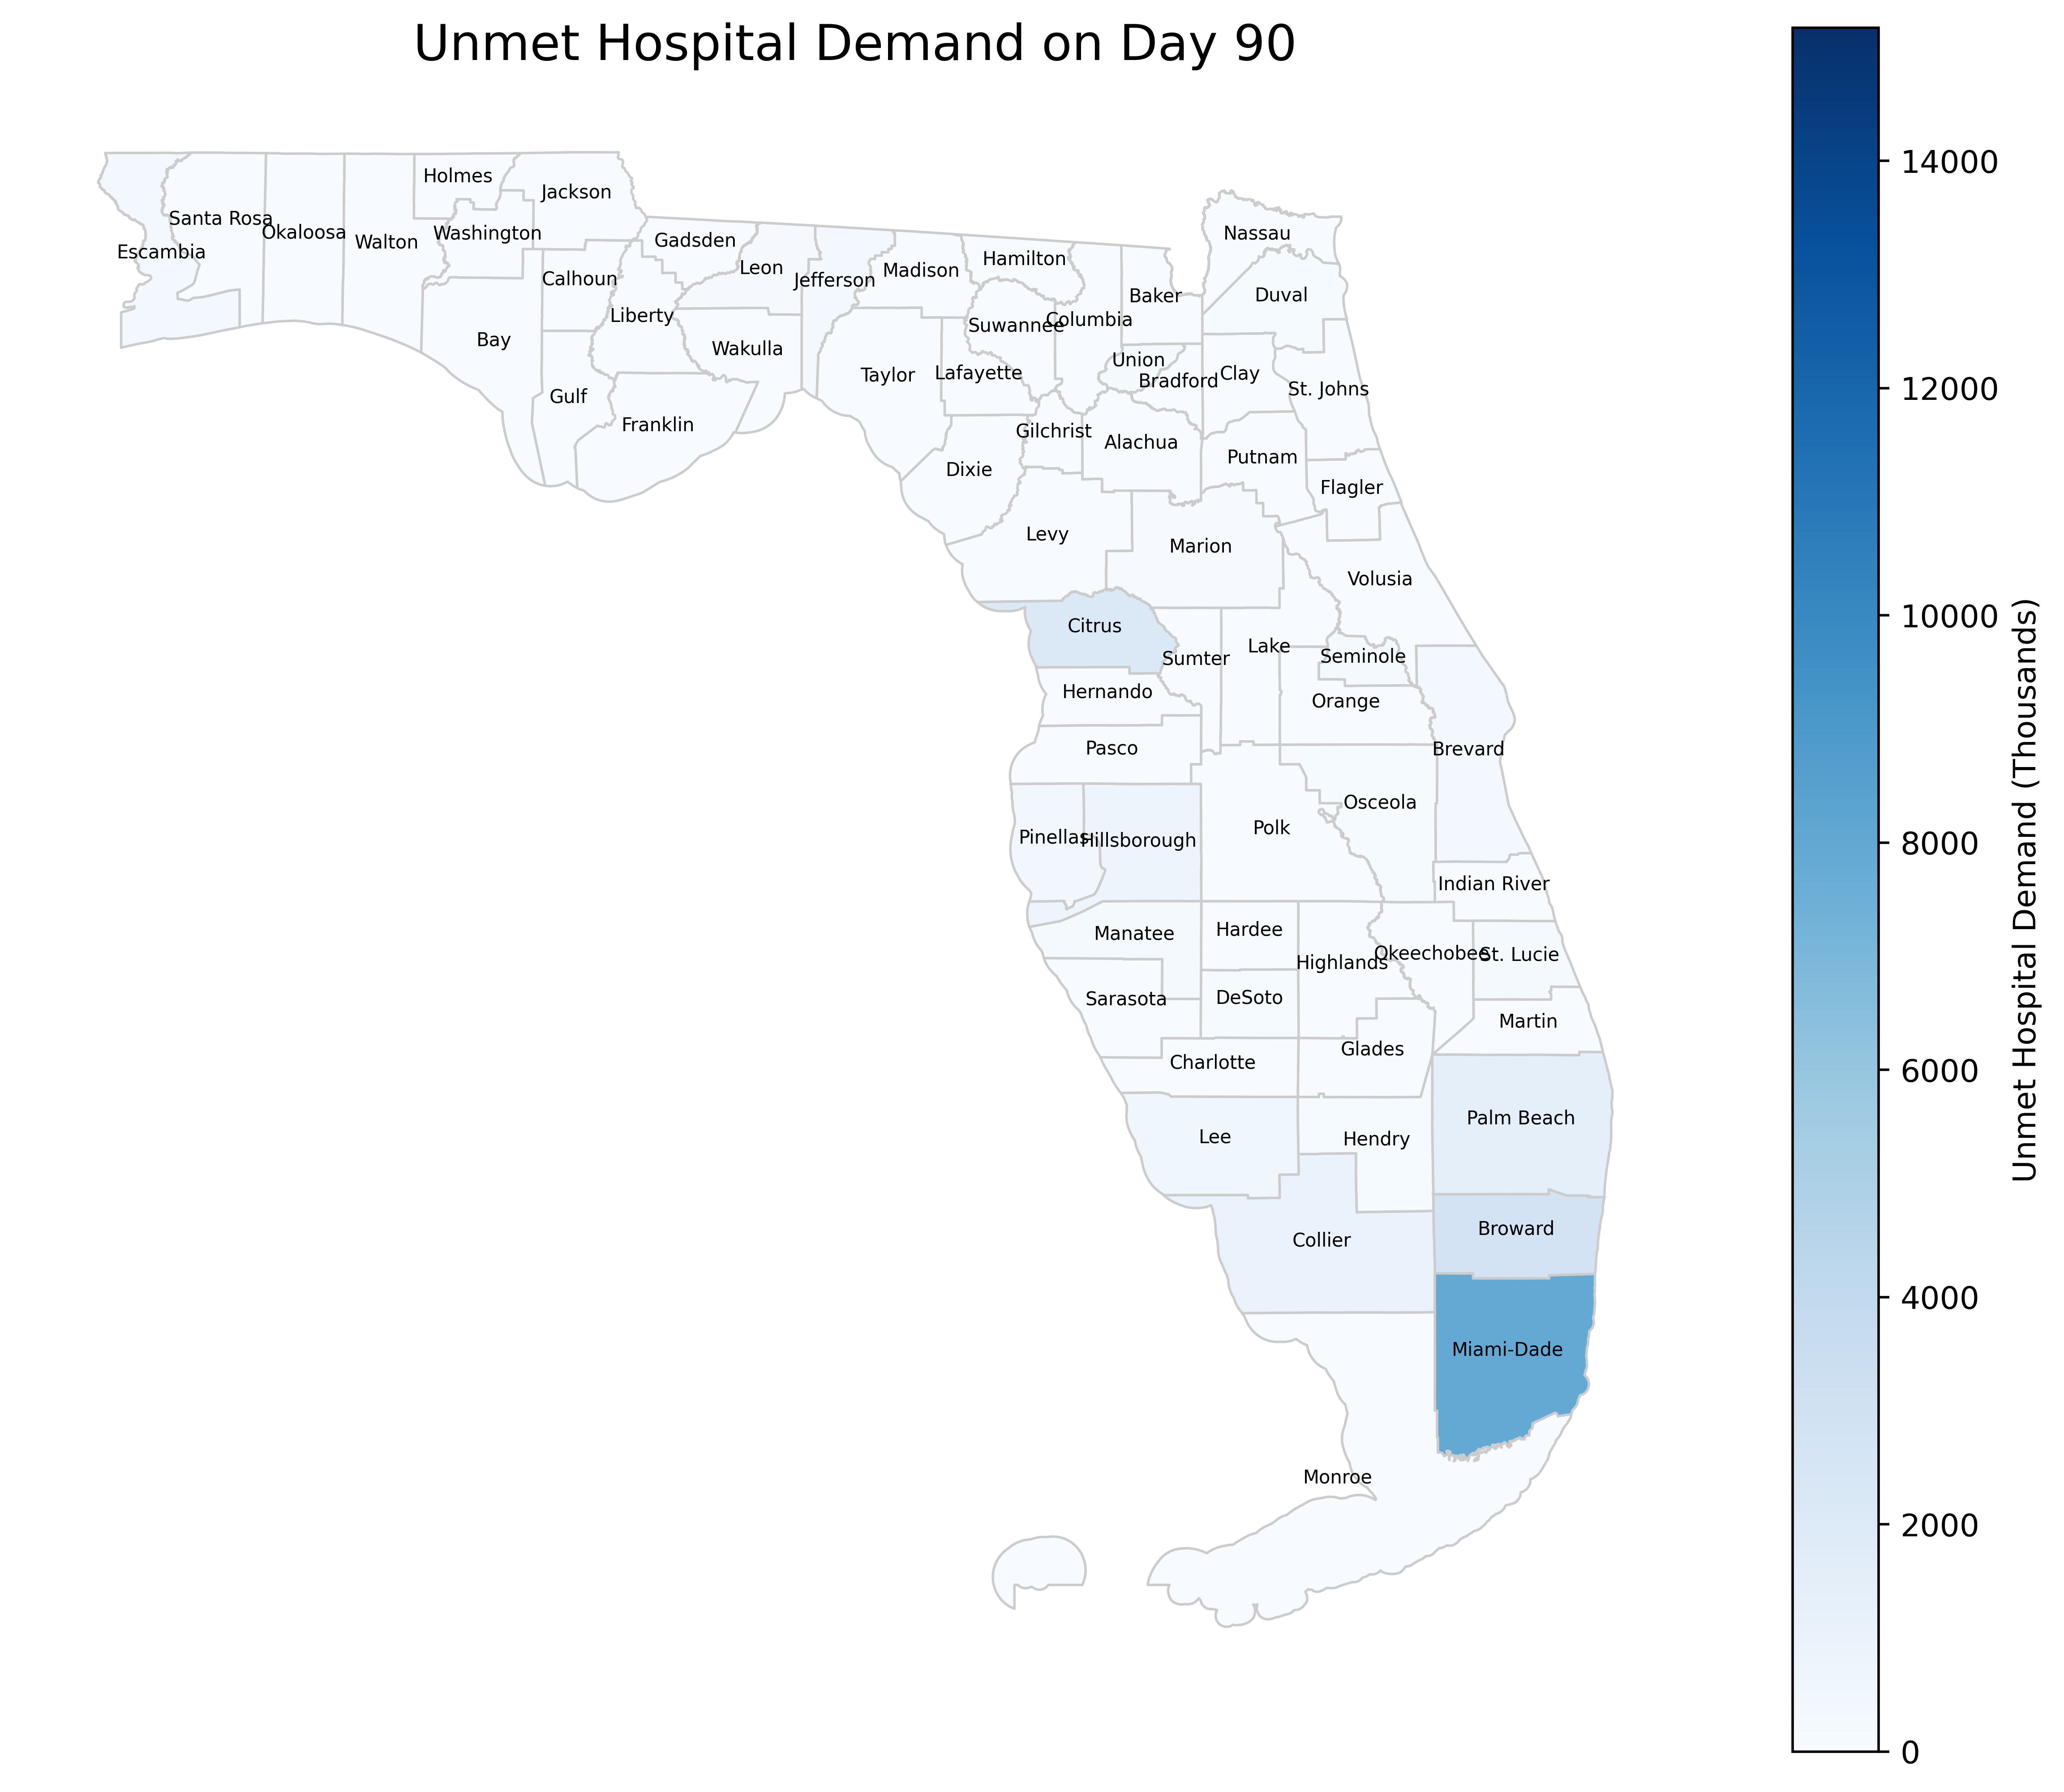 Unmet Hospital Demand on Day 90
Holmes
Jackson
Santa Rosa
Okaloosa
Walton
Washington
Escambia
Gadsden
Leon
Jefferson
Madison
Hamilton
Nassau
Calhoun
Liberty
Baker
Duval
Bay
Wakulla
Suwannee
Columbia
Taylor
Lafayette
Union
Bradford
Clay
St. Johns
Gulf
Franklin
Gilchrist
Alachua
Putnam
Dixie
Flagler
Levy
Marion
Volusia
Citrus
Sumter
Lake
Seminole
Hernando
Orange
Pasco
Brevard
Osceola
Pinellas
Hillsborough
Polk
Indian River
Manatee
Hardee
Highlands
Okeechobee
St. Lucie
Sarasota
DeSoto
Martin
Charlotte
Glades
Palm Beach
Lee
Hendry
Collier
Broward
Miami-Dade
Monroe
14000
12000
10000
8000
6000
4000
2000
0
Unmet Hospital Demand (Thousands)